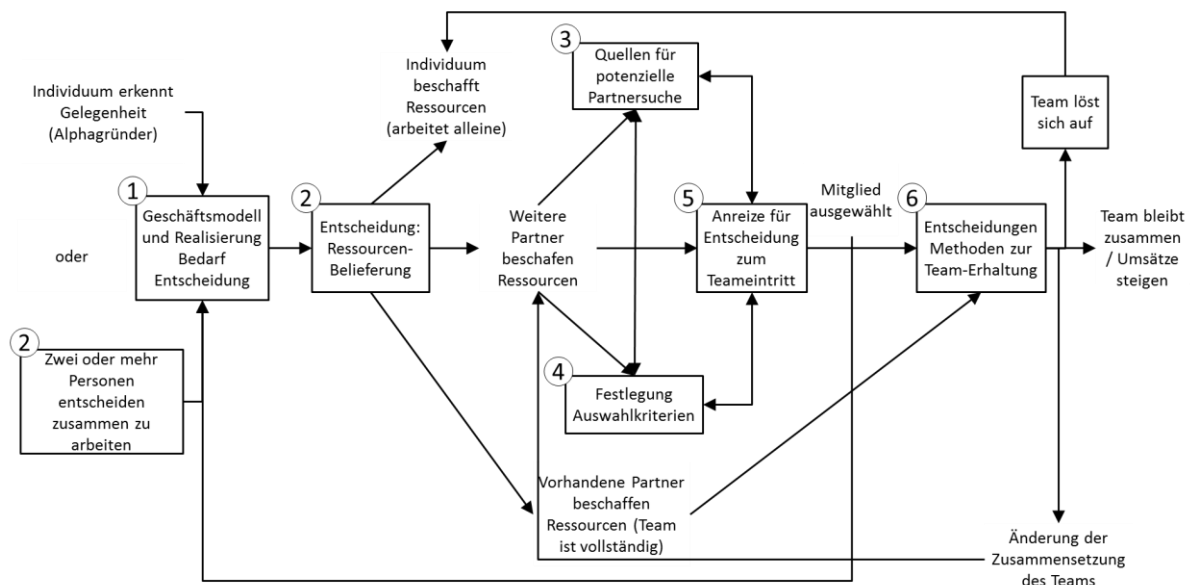 Individuum erkennt
Gelegenheit
(Alphagründer)
oder
2
Zwei oder mehr
Personen
entscheiden
zusammen zu
arbeiten
1
Geschäftsmodell
und Realisierung
Bedarf
Entscheidung
2
Entscheidung:
Ressourcen-
Belieferung
Individuum
beschafft
Ressourcen
(arbeitet alleine)
3
Quellen für
potenzielle
Partnersuche
Weitere
Partner
beschafen
Ressourcen
4
Festlegung
Auswahlkriterien
Vorhandene Partner
beschaffen
Ressourcen (Team
ist vollständig)
5
Anreize für
Entscheidung
zum
Teameintritt
Mitglied
ausgewählt
6
Entscheidungen
Methoden zur
Team-Erhaltung
Team löst
sich auf
Team bleibt
zusammen
/ Umsätze
steigen
Änderung der
Zusammensetzung
des Teams